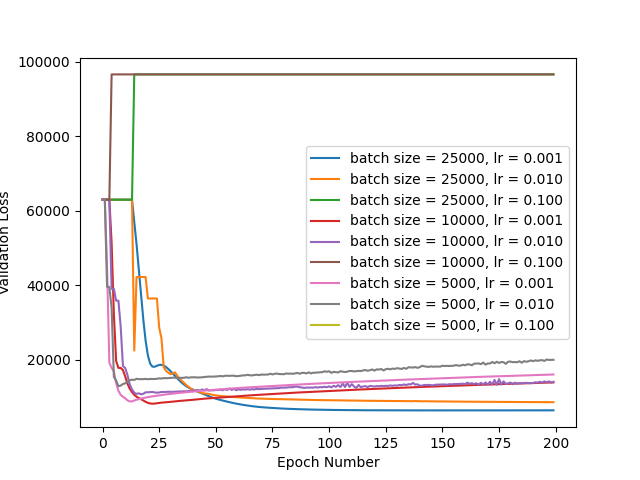 100000
80000
60000
40000
20000
Validation Loss
0
25
50
75
100
125
150
175
200
Epoch Number
batch size = 25000, lr = 0.001
batch size = 25000, lr = 0.010
batch size = 25000, lr = 0.100
batch size = 10000, lr = 0.001
batch size = 10000, lr = 0.010
batch size = 10000, lr = 0.100
batch size = 5000, lr = 0.001
batch size = 5000, lr = 0.010
batch size = 5000, lr = 0.100